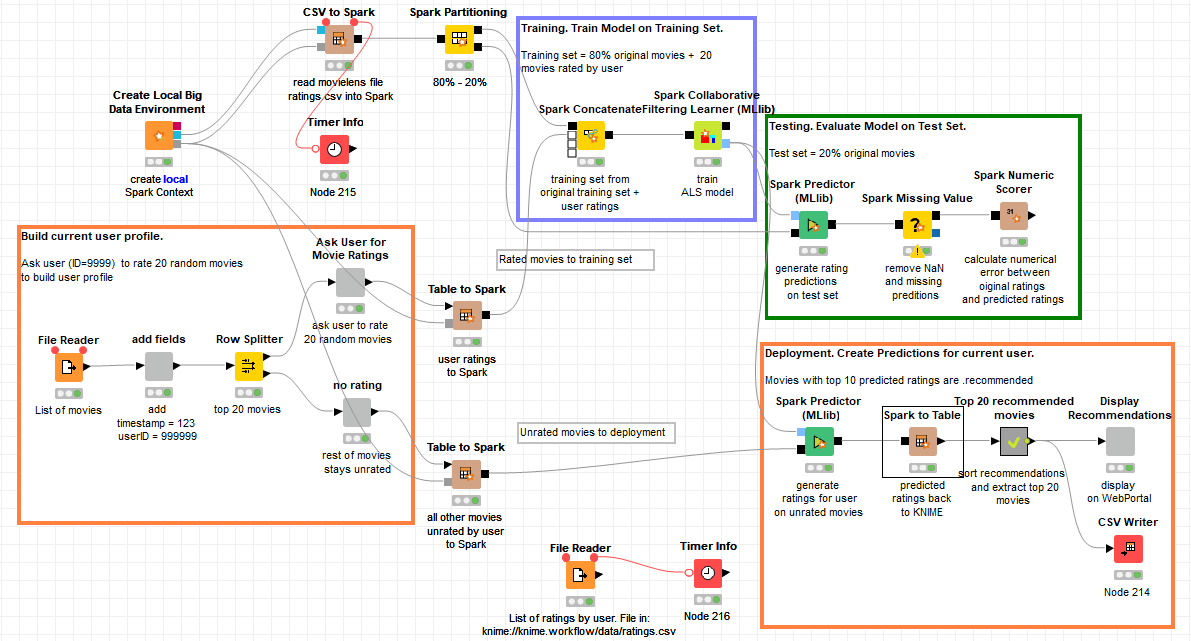 CSV to Spark
read movielens file
ratings.csv into Spark
Spark Partitioning
80% - 20%
Create Local Big
Data Environment
create local
Spark Context
Timer Info
Node 215
Training. Train Model on Training Set.
Training set = 80% original movies + 20
movies rated by user
Spark Concatenate
training set from
original training set +
user ratings
Spark Collaborative
Filtering Learner (MLlib)
train
ALS model
Testing. Evaluate Model on Test Set.
Test set = 20% original movies
Spark Predictor
(MLlib)
generate rating
predictions
on test set
Spark Missing Value
remove NaN
and missing
preditions
Spark Numeric
Scorer
calculate numerical
error between
oiginal ratings
and predicted ratings
Build current user profile.
Ask user (ID=9999) to rate 20 random movies
to build user profile
Ask User for
Movie Ratings
ask user to rate
20 random movies
File Reader
List of movies
add fields
add
timestamp = 123
userID = 999999
Row Splitter
top 20 movies
no rating
rest of movies
stays unrated
Rated movies to training set
Table to Spark
user ratings
to Spark
Unrated movies to deployment
Table to Spark
all other movies
unrated by user
to Spark
Deployment. Create Predictions for current user.
Movies with top 10 predicted ratings are .recommended
Spark Predictor
(MLlib)
generate
ratings for user
on unrated movies
Spark to Table
predicted
ratings back
to KNIME
Top 20 recommended
movies
sort recommendations
and extract top 20
movies
Display
Recommendations
display
on WebPortal
CSV Writer
Node 214
File Reader
List of ratings by user. File in:
knime://knime.workflow/data/ratings.csv
Timer Info
Node 216